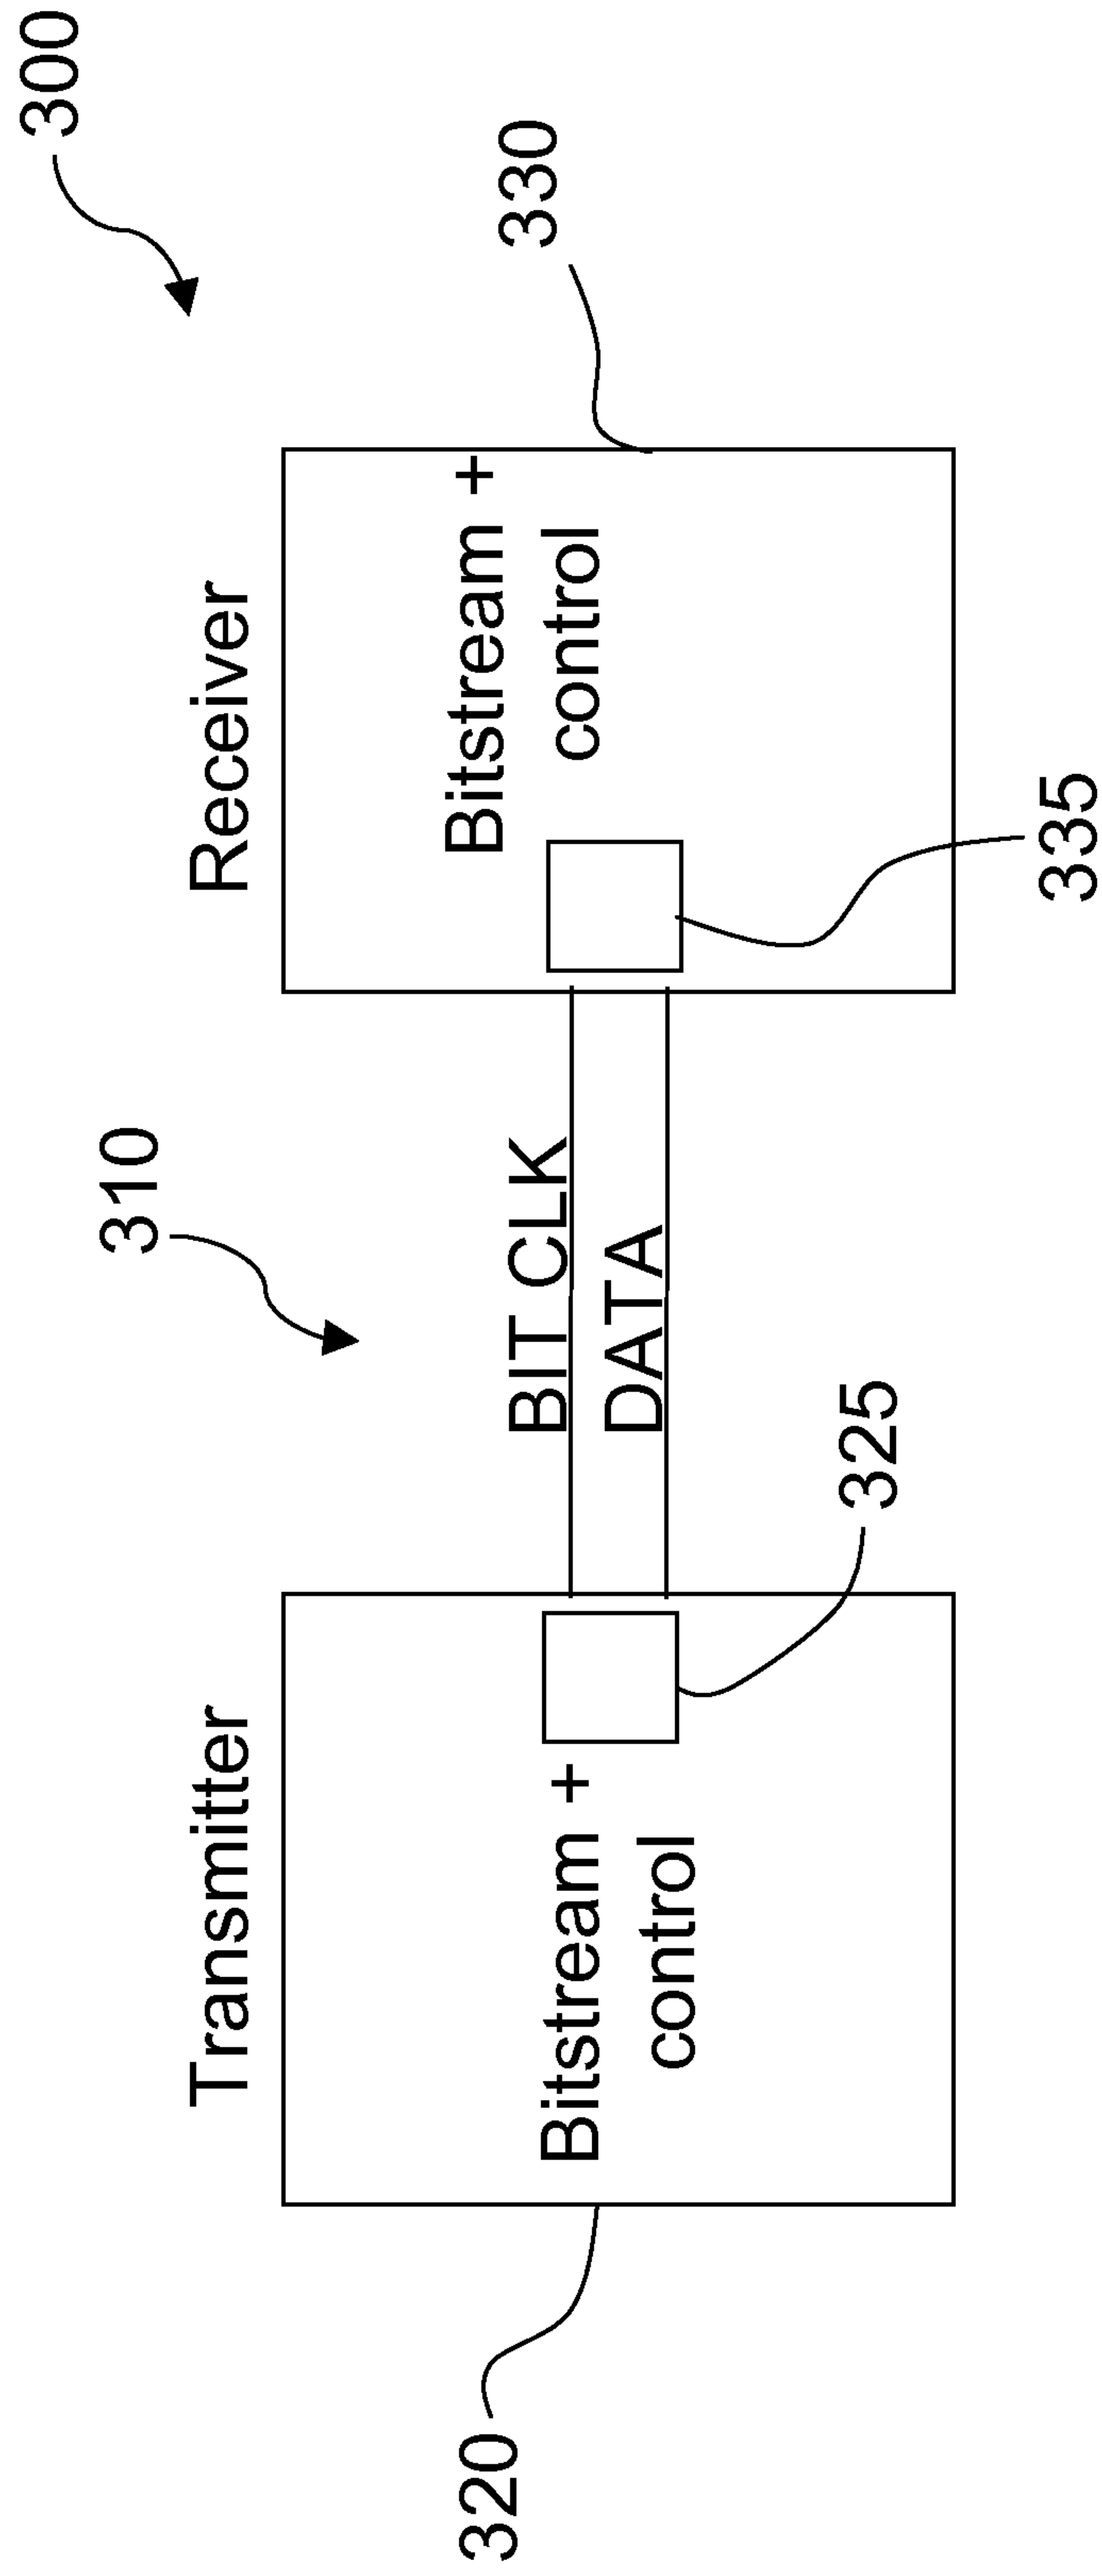 300
310
Transmitter
Receiver
330
Bitstream +
control
BIT CLK
DATA
Bitstream +
control
320
325
335